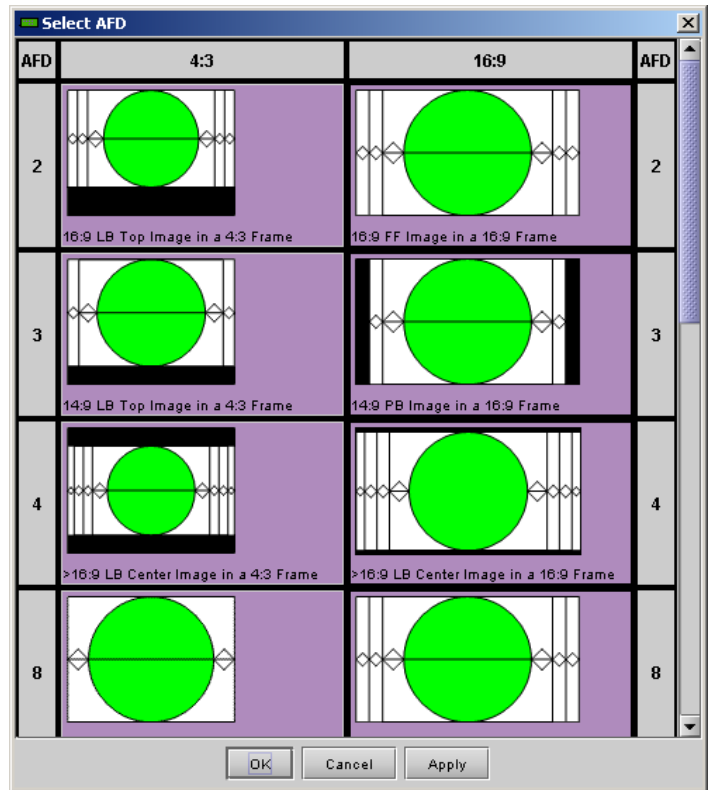 Select AFD
AFD 4:3 16:9 AFD
2 2
16:9 LB Top Image in a 4:3 Frame 16:9 FF Image in a 16:9 Frame
3 3
14:9 LB Top Image in a 4:3 Frame 14:9 PB Image in a 16:9 Frame
4 4
>16:9 LB Center Image in a 4:3 Frame >16:9 LB Center Image in a 16:9 Frame
8 8
OK Cancel Apply